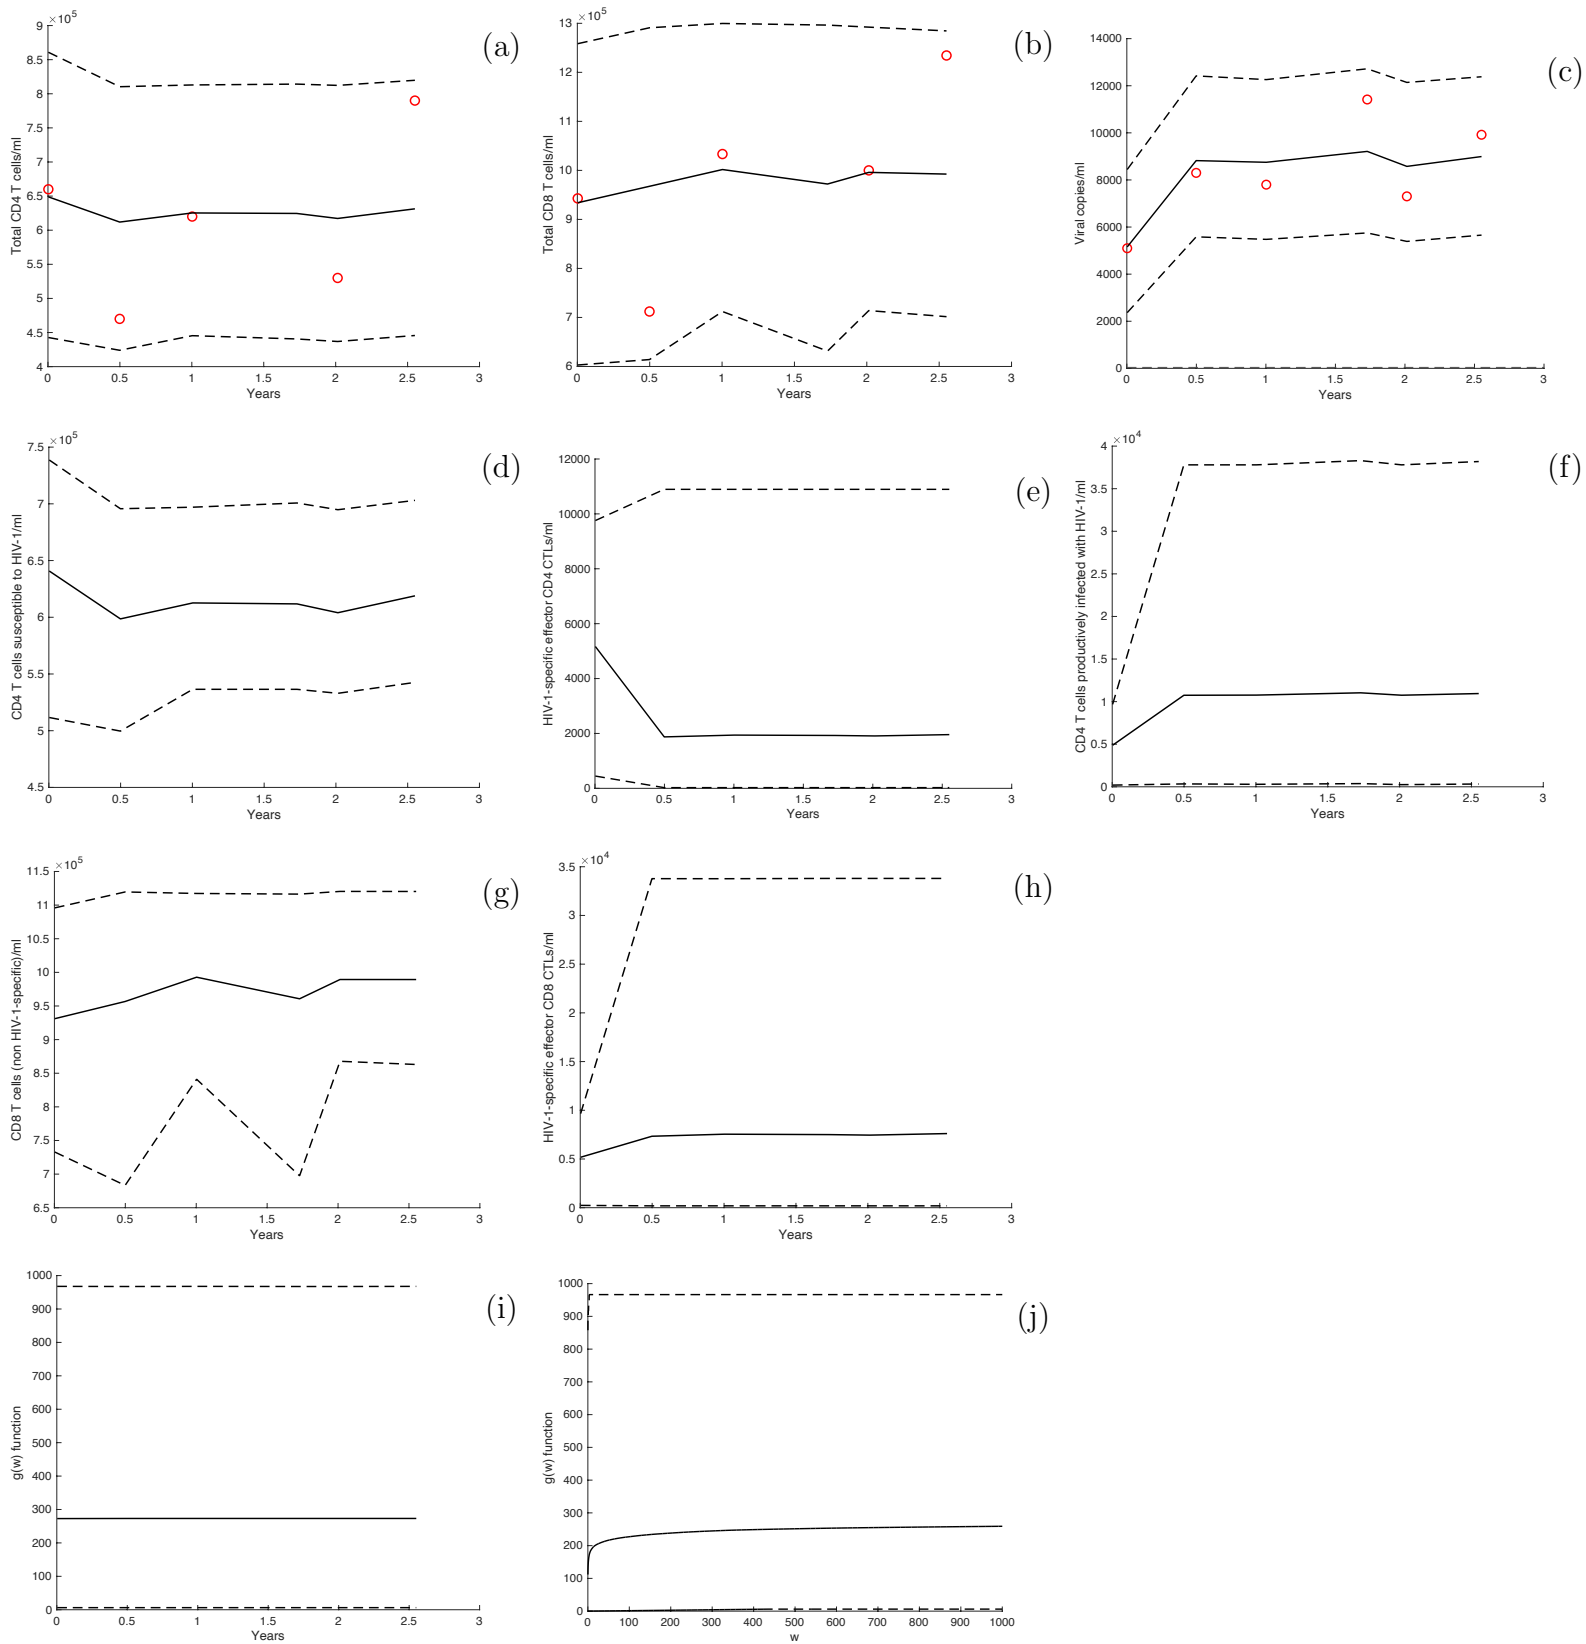 ×10^5
9
8.5
8
7.5
7
6.5
6
5.5
5
4.5
4
0 0.5 1 1.5 2 2.5 3
Years
Total CD4 T cells/ml
(a)
×10^5
13
12
11
10
9
8
7
6
0 0.5 1 1.5 2 2.5 3
Years
Total CD8 T cells/ml
(b)
14000
12000
10000
8000
6000
4000
2000
0
0 0.5 1 1.5 2 2.5 3
Years
Viral copies/ml
(c)
×10^5
7.5
7
6.5
6
5.5
5
4.5
0 0.5 1 1.5 2 2.5 3
Years
CD4 T cells susceptible to HIV-1/ml
(d)
12000
10000
8000
6000
4000
2000
0
0 0.5 1 1.5 2 2.5 3
Years
HIV-1-specific effector CD4 CTLs/ml
(e)
×10^4
4
3.5
3
2.5
2
1.5
1
0.5
0
0 0.5 1 1.5 2 2.5 3
Years
CD4 T cells productively infected with HIV-1/ml
(f)
×10^5
11.5
11
10.5
10
9.5
9
8.5
8
7.5
7
6.5
0 0.5 1 1.5 2 2.5 3
Years
CD8 T cells (non HIV-1-specific)/ml
(g)
×10^4
3.5
3
2.5
2
1.5
1
0.5
0
0 0.5 1 1.5 2 2.5 3
Years
HIV-1-specific effector CD8 CTLs/ml
(h)
1000
900
800
700
600
500
400
300
200
100
0
0 0.5 1 1.5 2 2.5 3
Years
g(w) function
(i)
1000
900
800
700
600
500
400
300
200
100
0
0 100 200 300 400 500 600 700 800 900 1000
w
g(w) function
(j)